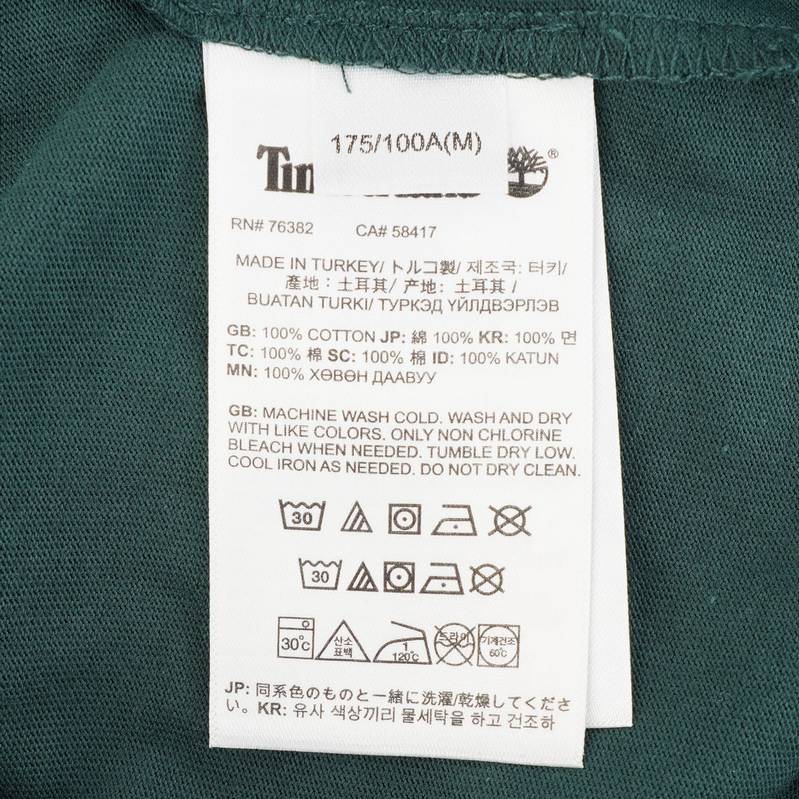 175/100A(M)
®
RN# 76382 CA# 58417
MADE IN TURKEY/ トルコ製/ 제조국: 터키/
產地：土耳其/ 产地：土耳其/
BUATAN TURKI/ ТУРКЭД ҮЙЛДВЭРЛЭВ
GB: 100% COTTON JP: 綿 100% KR: 100% 면
TC: 100% 棉 SC: 100% 棉 ID: 100% KATUN
MN: 100% ХӨВӨН ДААВУУ
GB: MACHINE WASH COLD. WASH AND DRY
WITH LIKE COLORS. ONLY NON CHLORINE
BLEACH WHEN NEEDED. TUMBLE DRY LOW.
COOL IRON AS NEEDED. DO NOT DRY CLEAN.
30
30
30°C 산소 표백 1 120°C 드라이 기계건조 60°C
JP: 同系色のものと一緒に洗濯/乾燥してくださ
い。KR: 유사 색상끼리 물세탁을 하고 건조하